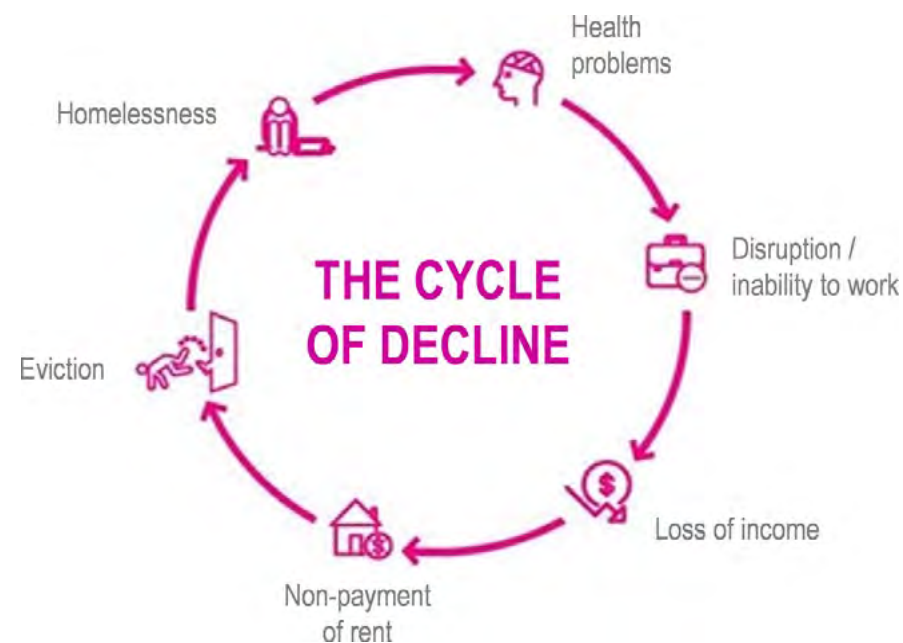 Health
problems
Homelessness
Disruption /
inability to work
THE CYCLE
OF DECLINE
Eviction
$
Loss of income
$
Non-payment
of rent